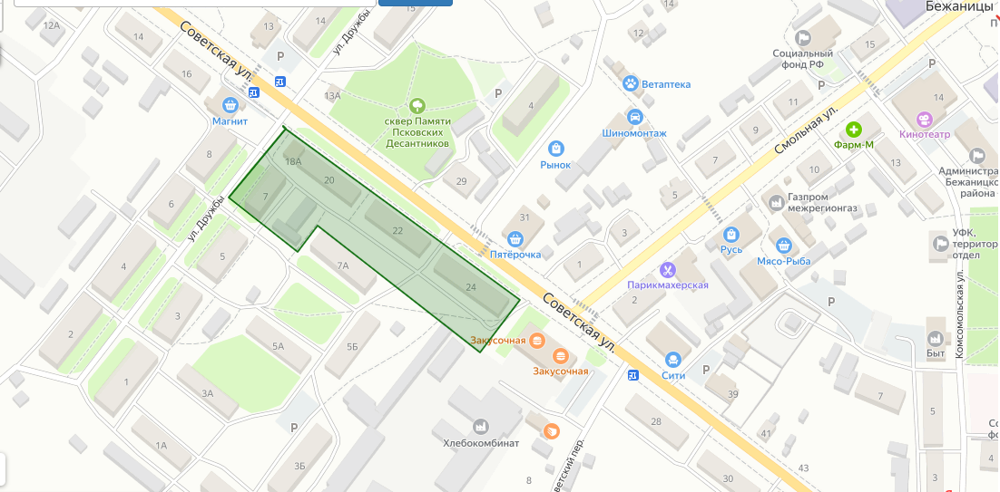 Бежаницы
12А
14
13
14
15
ул. Дружбы
Советская ул.
P
12
15
Социальный
фонд РФ
P
16
13А
P
Ветаптека
P
11
14
Магнит
4
сквер Памяти
Псковских
Десантников
Шиномонтаж
Смольная ул.
9
Фарм-М
Кинотеатр
8
18А
Рынок
7
10
13
20
29
Администрац
Бежаницко
района
7
6
5
Газпром
межрегионгаз
ул. Дружбы
22
31
3
УФК,
территор
отдел
5
Пятёрочка
Русь
Мясо-Рыба
7А
1
Парикмахерская
24
Советская ул.
2
P
3
Комсомольская ул.
2
5А
5Б
Закусочная
Закусочная
Быт
Сити
P
1
3А
39
7
P
28
5
Хлебокомбинат
41
1А
3Б
ветский пер.
8
30
43
4